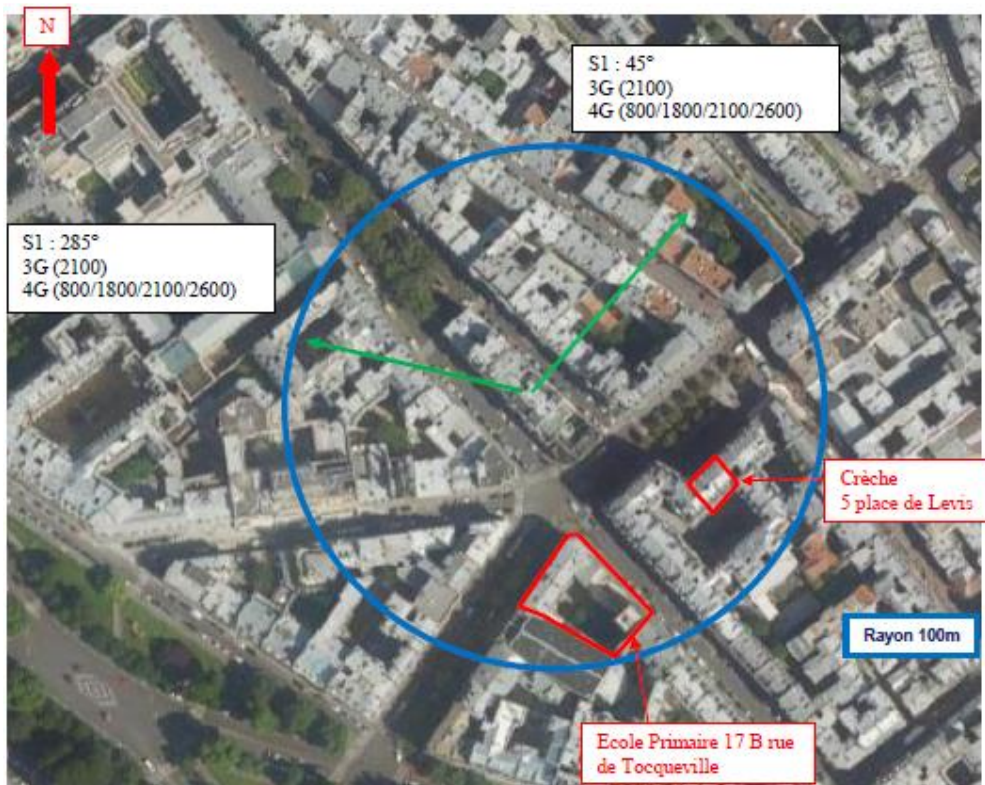 N
S1 : 45°
3G (2100)
4G (800/1800/2100/2600)
S1 : 285°
3G (2100)
4G (800/1800/2100/2600)
Crèche
5 place de Levis
Rayon 100m
Ecole Primaire 17 B rue
de Tocqueville